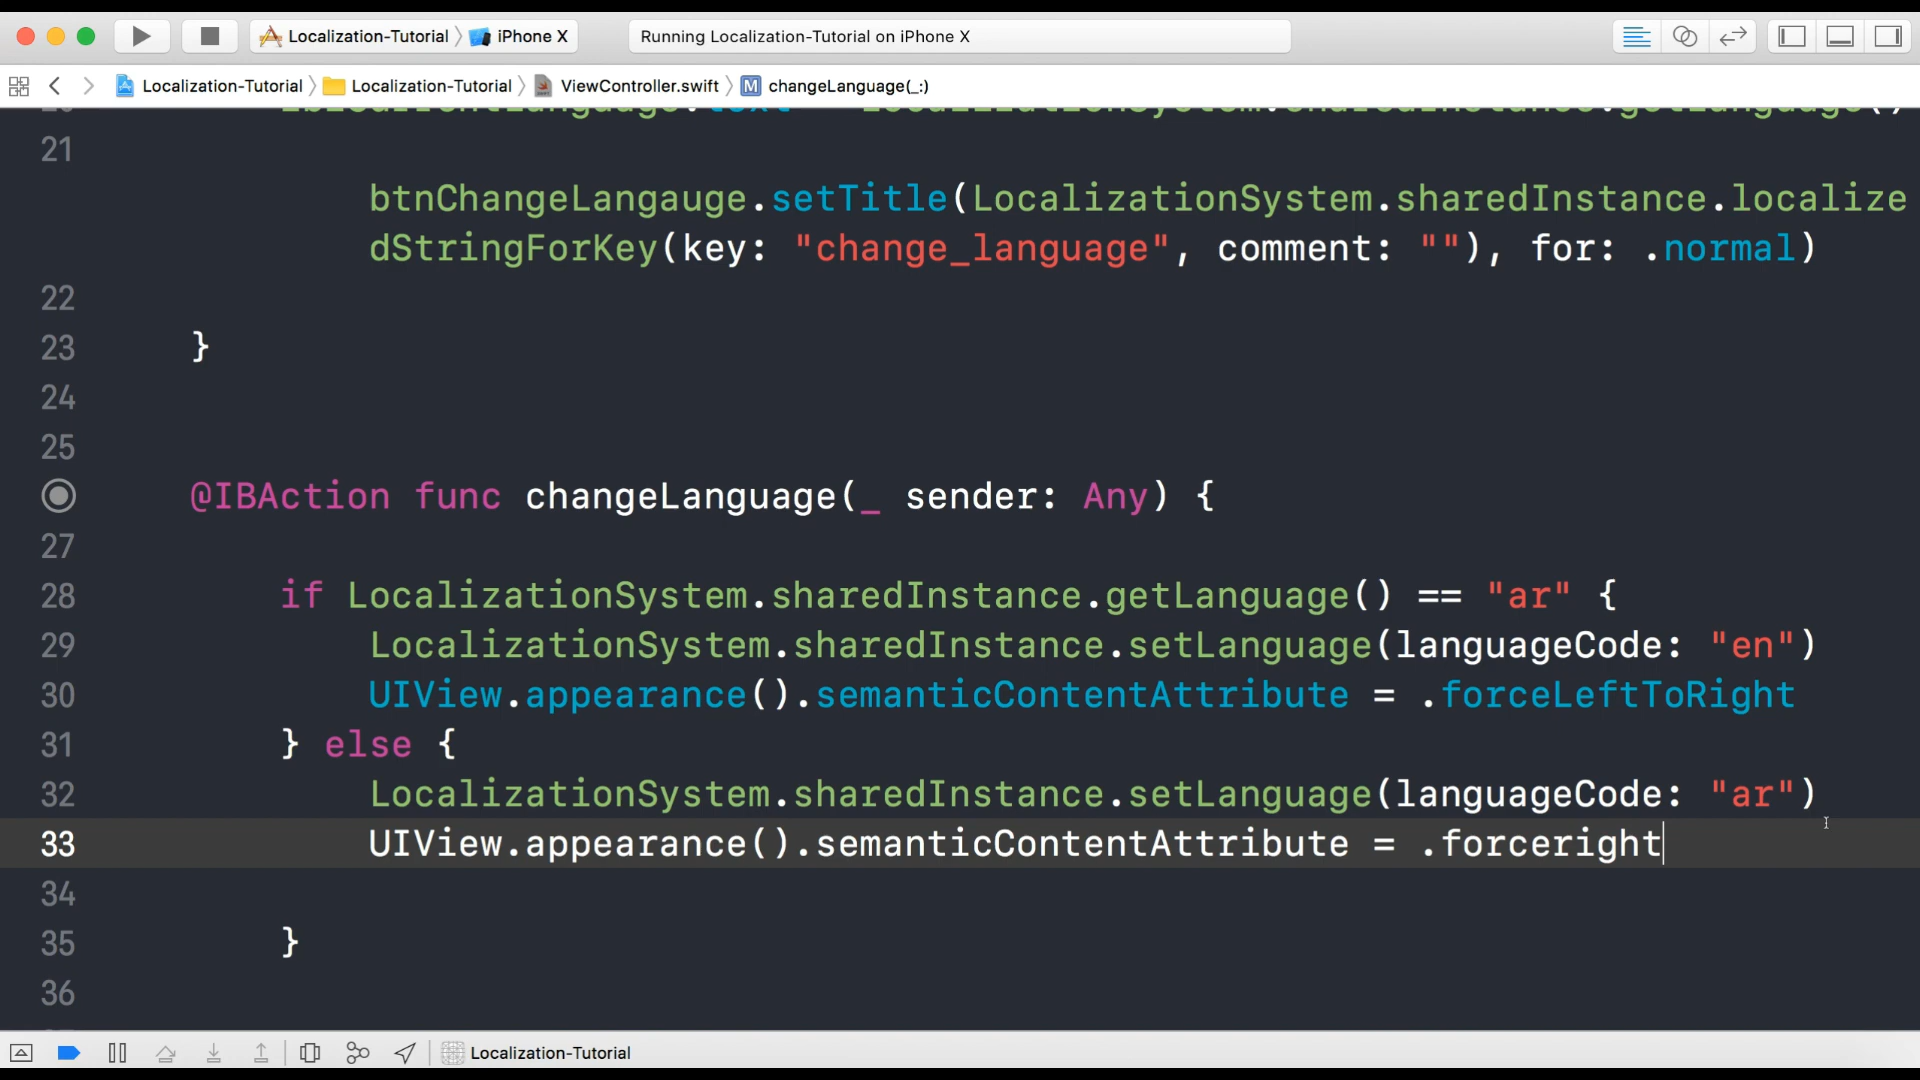 Localization-Tutorial iPhone X Running Localization-Tutorial on iPhone X
Localization-Tutorial Localization-Tutorial ViewController.swift M changeLanguage(_:)
21
btnChangeLangauge.setTitle(LocalizationSystem.sharedInstance.localize
dStringForKey(key: "change_language", comment: ""), for: .normal)
22
23 }
24
25
@IBAction func changeLanguage(_ sender: Any) {
27
28 if LocalizationSystem.sharedInstance.getLanguage() == "ar" {
29 LocalizationSystem.sharedInstance.setLanguage(languageCode: "en")
30 UIView.appearance().semanticContentAttribute = .forceLeftToRight
31 } else {
32 LocalizationSystem.sharedInstance.setLanguage(languageCode: "ar")
33 UIView.appearance().semanticContentAttribute = .forceright
34
35 }
36
Localization-Tutorial